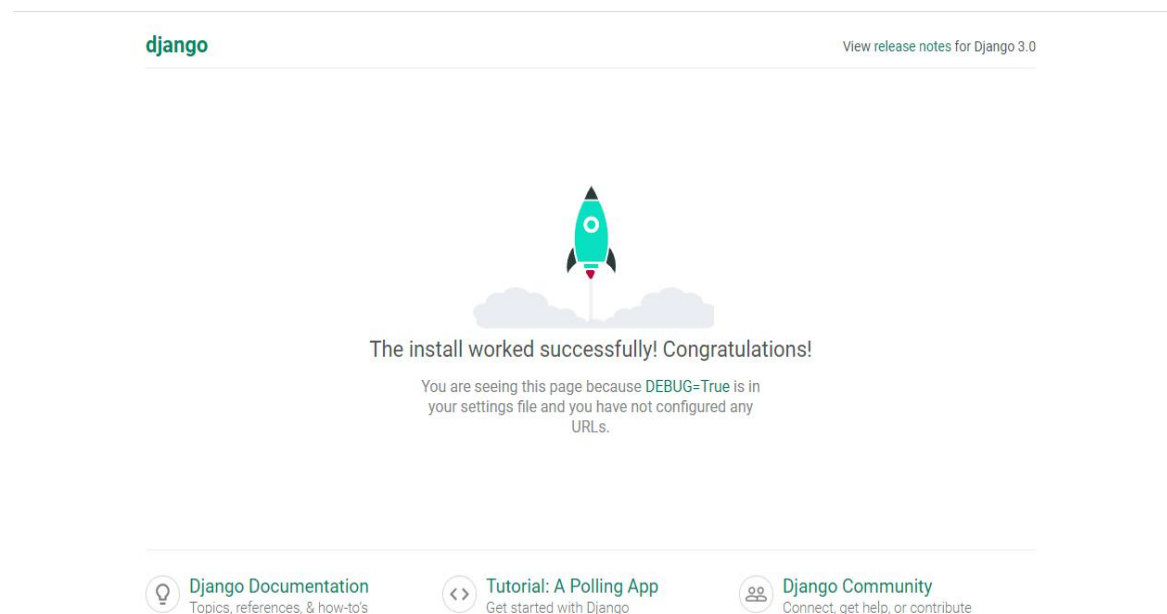 django
View release notes for Django 3.0
The install worked successfully! Congratulations!
You are seeing this page because DEBUG=True is in
your settings file and you have not configured any
URLs.
Django Documentation
Topics, references, & how-to's
Tutorial: A Polling App
Get started with Django
Django Community
Connect, get help, or contribute